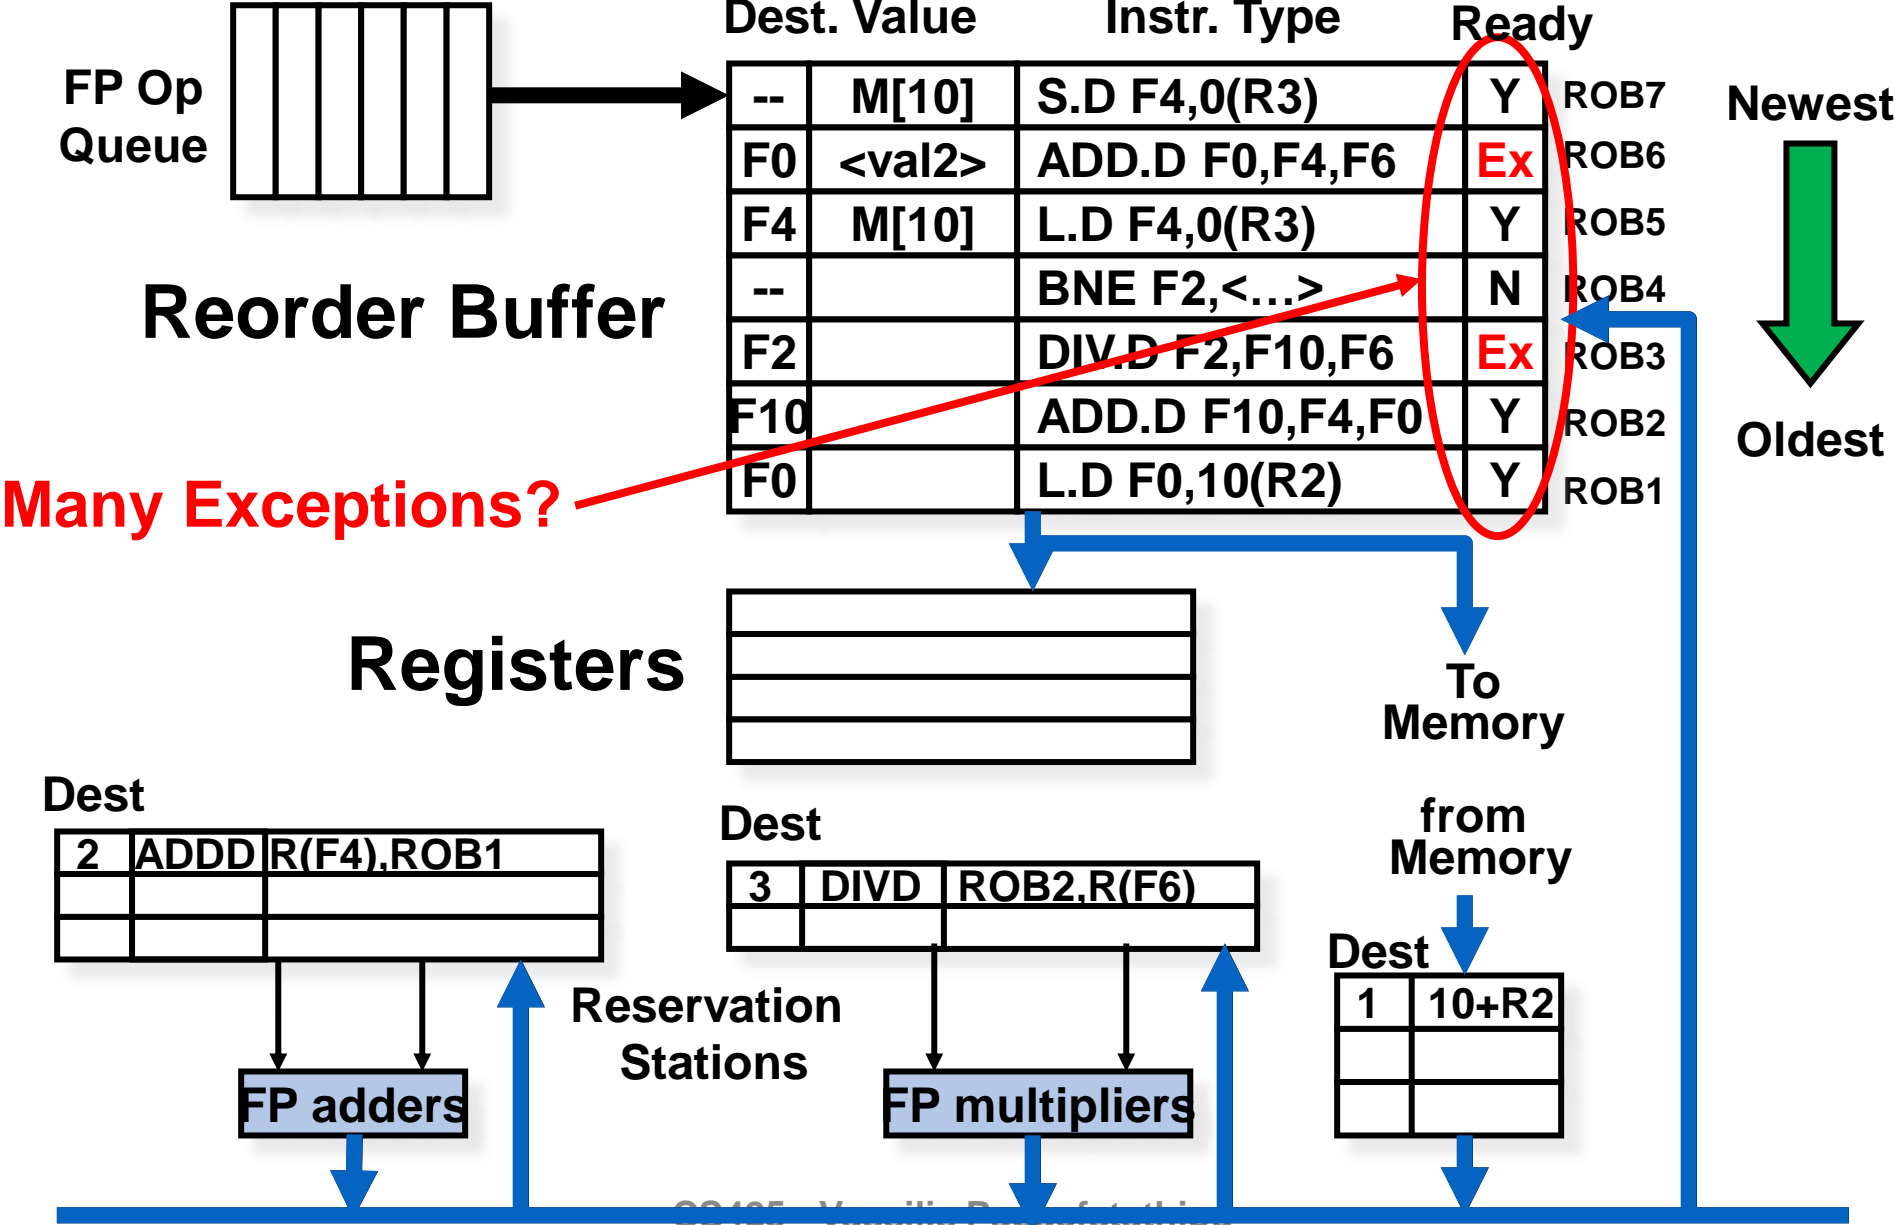 Dest. Value Instr. Type Ready
FP Op
Queue
-- M[10] S.D F4,0(R3) Y ROB7
F0 <val2> ADD.D F0,F4,F6 Ex ROB6
F4 M[10] L.D F4,0(R3) Y ROB5
-- BNE F2,<…> N ROB4
F2 DIV.D F2,F10,F6 Ex ROB3
F10 ADD.D F10,F4,F0 Y ROB2
F0 L.D F0,10(R2) Y ROB1
Newest
Oldest
Reorder Buffer
Many Exceptions?
Registers
To
Memory
from
Memory
Dest
2 ADDD R(F4),ROB1
Dest
3 DIVD ROB2,R(F6)
Dest
1 10+R2
Reservation
Stations
FP adders
FP multipliers